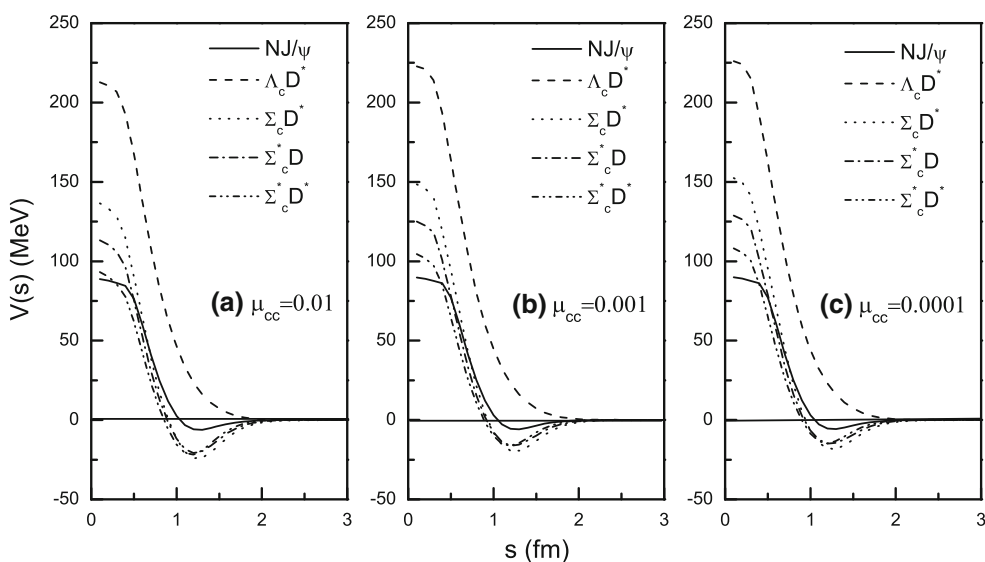 V(s) (MeV)
250
200
150
100
50
0
-50
NJ/ψ
Λ_cD^*
Σ_cD^*
Σ^*_cD
Σ^*_cD^*
(a) μ_cc=0.01
0 1 2 3
250
200
150
100
50
0
-50
NJ/ψ
Λ_cD^*
Σ_cD^*
Σ^*_cD
Σ^*_cD^*
(b) μ_cc=0.001
0 1 2 3
250
200
150
100
50
0
-50
NJ/ψ
Λ_cD^*
Σ_cD^*
Σ^*_cD
Σ^*_cD^*
(c) μ_cc=0.0001
0 1 2 3
s (fm)